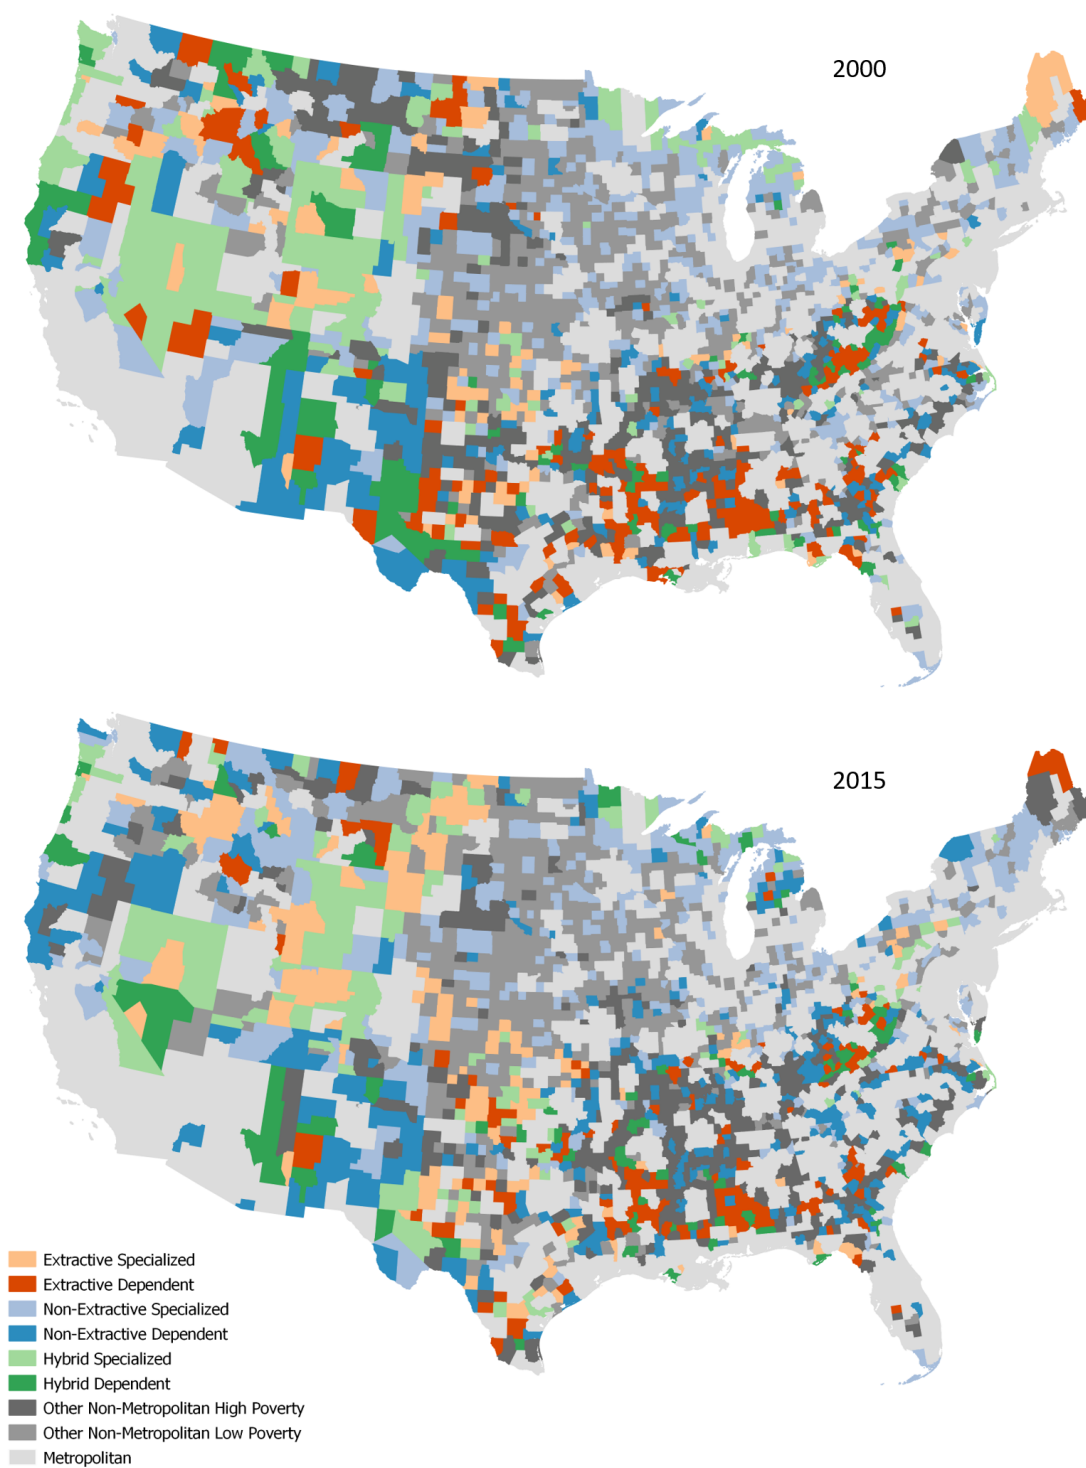 2000
2015
Extractive Specialized
Extractive Dependent
Non-Extractive Specialized
Non-Extractive Dependent
Hybrid Specialized
Hybrid Dependent
Other Non-Metropolitan High Poverty
Other Non-Metropolitan Low Poverty
Metropolitan